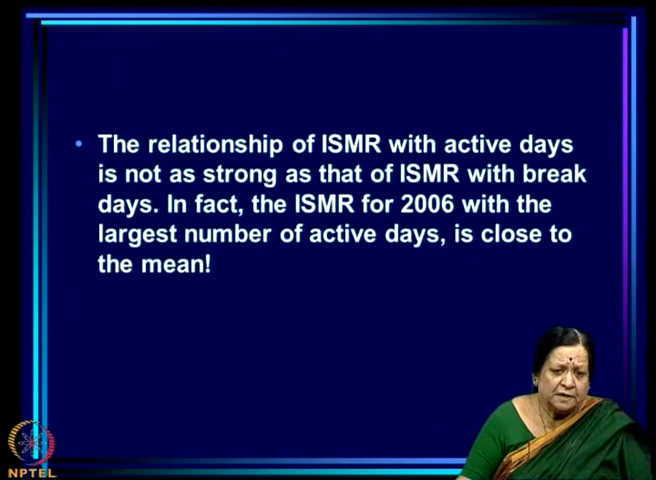 • The relationship of ISMR with active days
is not as strong as that of ISMR with break
days. In fact, the ISMR for 2006 with the
largest number of active days, is close to
the mean!
NPTEL